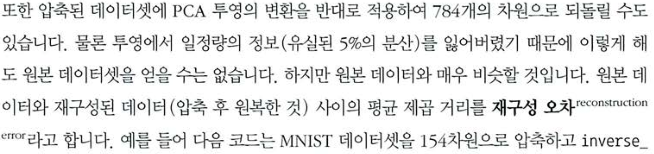 또한 압축된 데이터셋에 PCA 투영의 변환을 반대로 적용하여 784개의 차원으로 되돌릴 수도
있습니다. 물론 투영에서 일정량의 정보(유실된 5%의 분산)를 잃어버렸기 때문에 이렇게 해
도 원본 데이터셋을 얻을 수는 없습니다. 하지만 원본 데이터와 매우 비슷할 것입니다. 원본 데
이터와 재구성된 데이터(압축 후 원복한 것) 사이의 평균 제곱 거리를 재구성 오차reconstruction
error라고 합니다. 예를 들어 다음 코드는 MNIST 데이터셋을 154차원으로 압축하고 inverse_